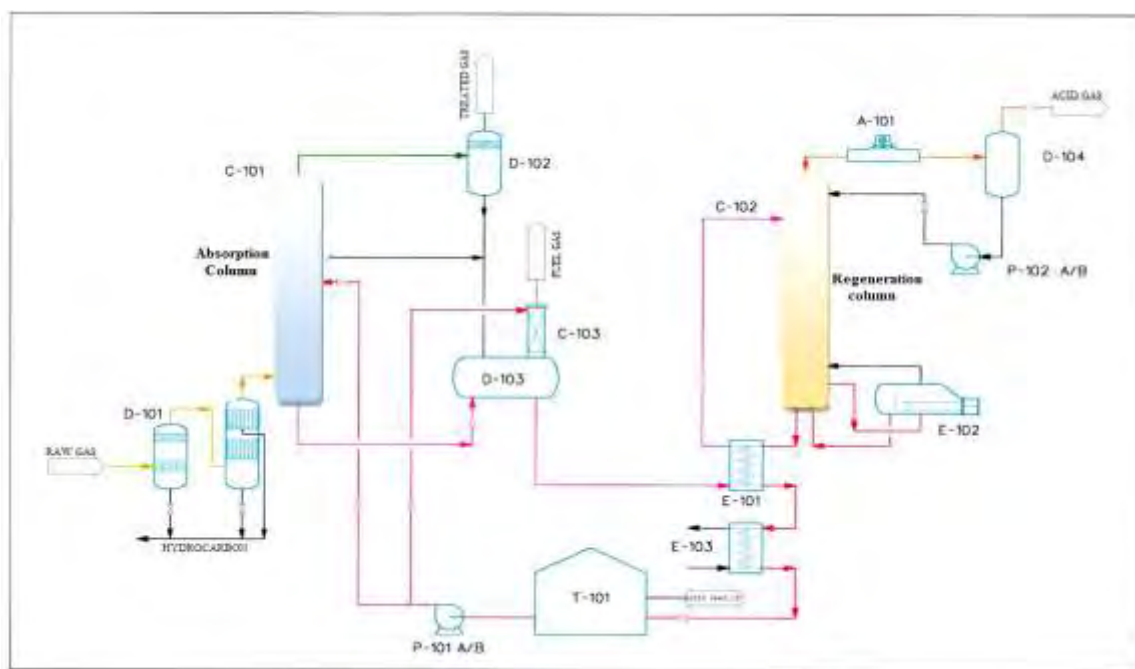 TREATED GAS
ACID GAS
A-101
D-104
D-102
C-101
C-102
Absorption
Column
FUEL GAS
P-102 A/B
Regeneration
column
C-103
D-103
D-101
E-102
RAW GAS
E-101
HYDROCARBON
E-103
T-101
P-101 A/B